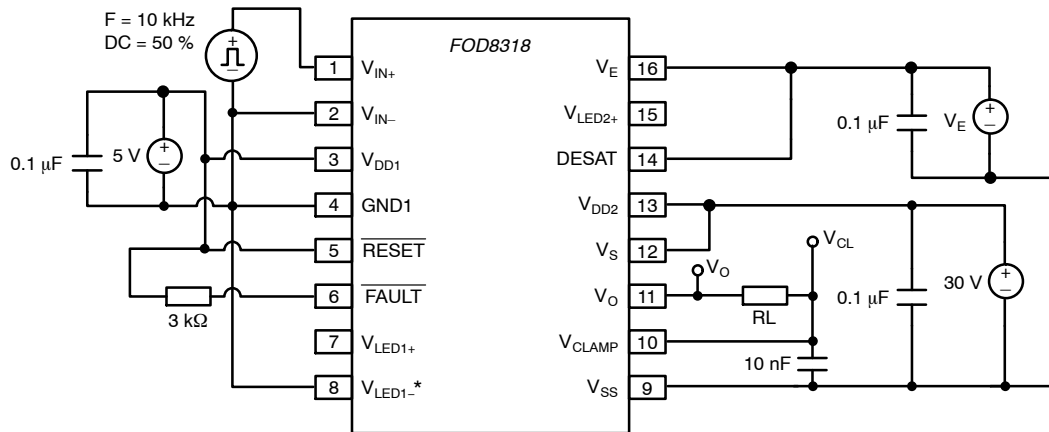 F = 10 kHz
DC = 50 %
FOD8318
+
–
1 V_IN+
2 V_IN–
3 V_DD1
4 GND1
5 R̅E̅S̅E̅T̅
6 F̅A̅U̅L̅T̅
7 V_LED1+
8 V_LED1–*
0.1 μF
5 V
+
–
3 kΩ
V_E 16
V_LED2+ 15
DESAT 14
V_DD2 13
V_S 12
V_O 11
V_CLAMP 10
V_SS 9
0.1 μF
V_E
+
–
V_CL
V_O
RL
10 nF
0.1 μF
30 V
+
–